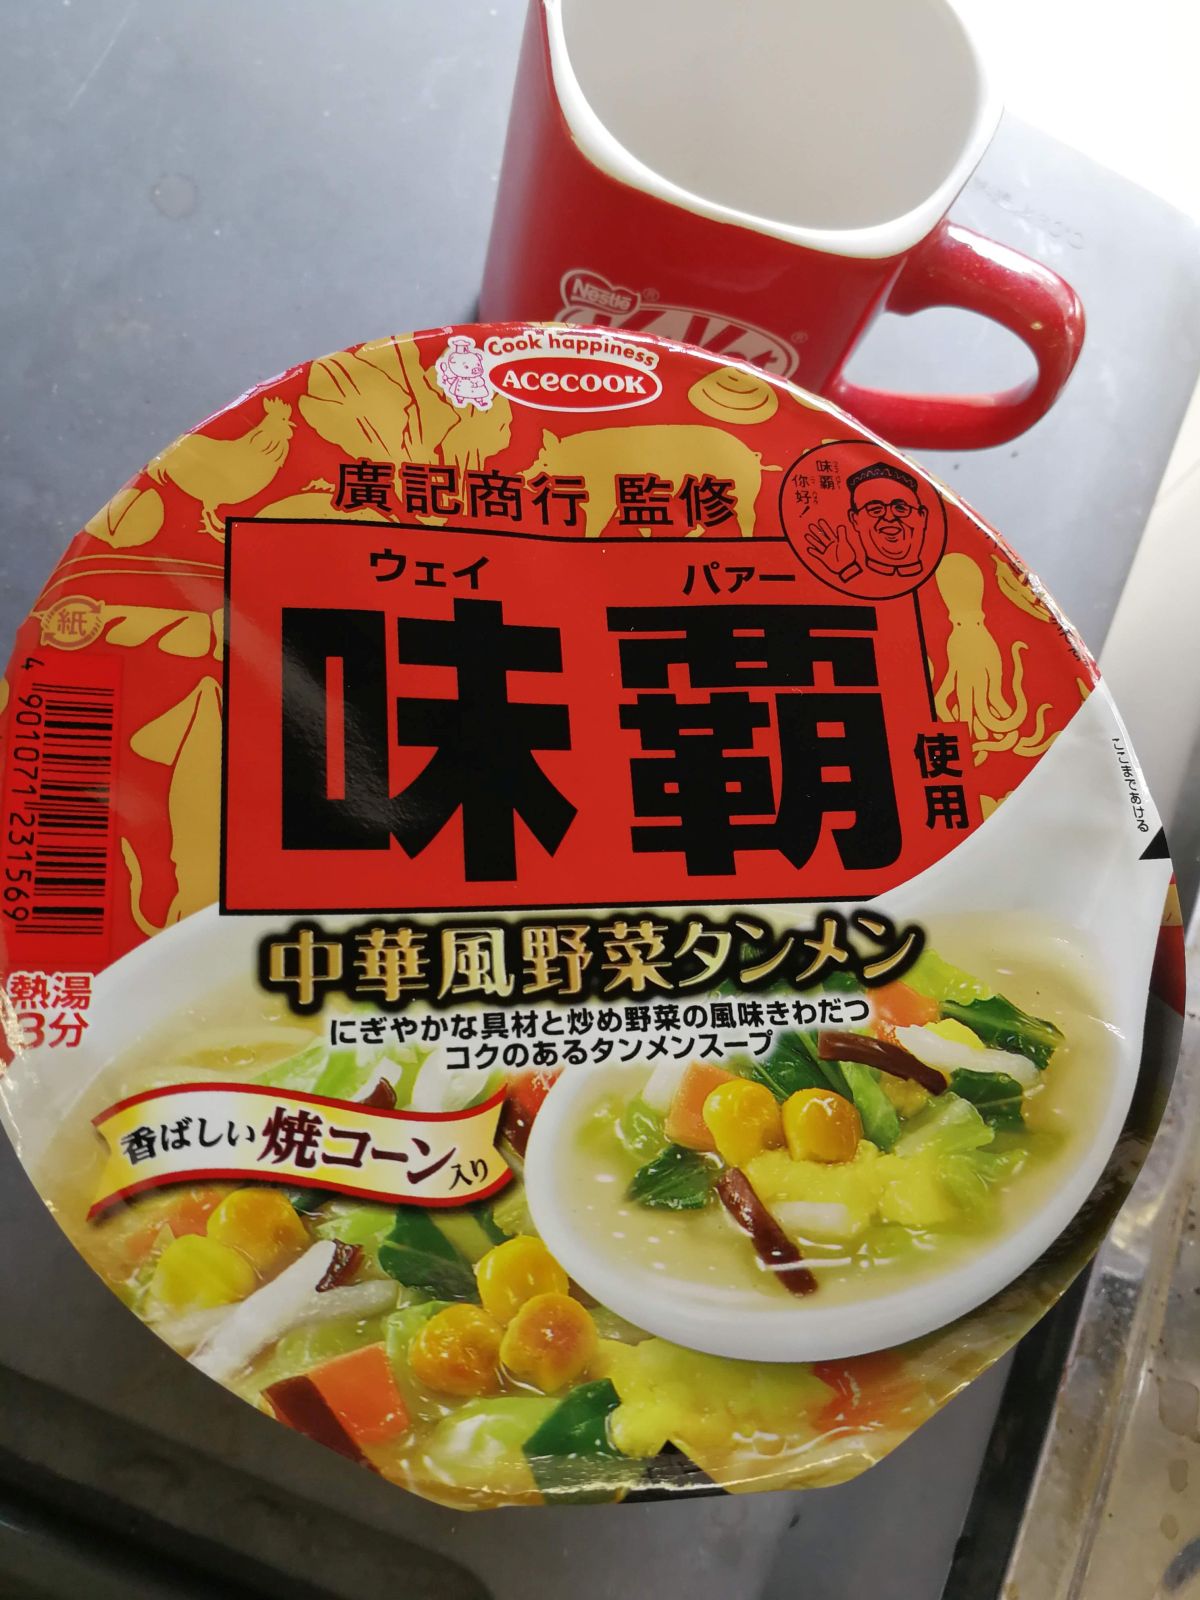 Nestlé
KitKat
Cook happiness
Acecook
廣記商行 監修
味覇
你好!
ウェイ パァー
味覇
使用
紙
4 901071 231569
ここまであける
中華風野菜タンメン
熱湯
3分
にぎやかな具材と炒め野菜の風味きわだつ
コクのあるタンメンスープ
香ばしい焼コーン入り